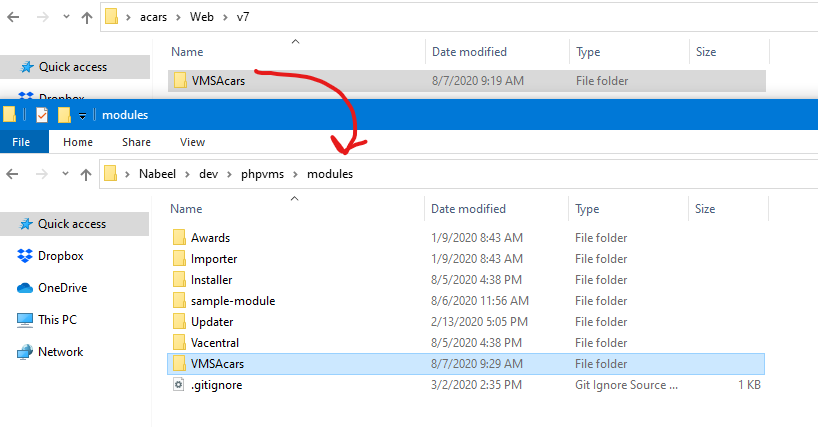 acars > Web > v7
Name Date modified Type Size
Quick access
VMSAcars 8/7/2020 9:19 AM File folder
Dropbox
modules
File Home Share View
Nabeel > dev > phpvms > modules
Name Date modified Type Size
Quick access
Awards 1/9/2020 8:43 AM File folder
Dropbox
Importer 1/9/2020 8:43 AM File folder
Installer 8/5/2020 4:38 PM File folder
OneDrive
sample-module 8/6/2020 11:56 AM File folder
This PC
Updater 2/13/2020 5:05 PM File folder
Vacentral 8/5/2020 4:38 PM File folder
Network
VMSAcars 8/7/2020 9:29 AM File folder
.gitignore 3/2/2020 2:35 PM Git Ignore Source ... 1 KB